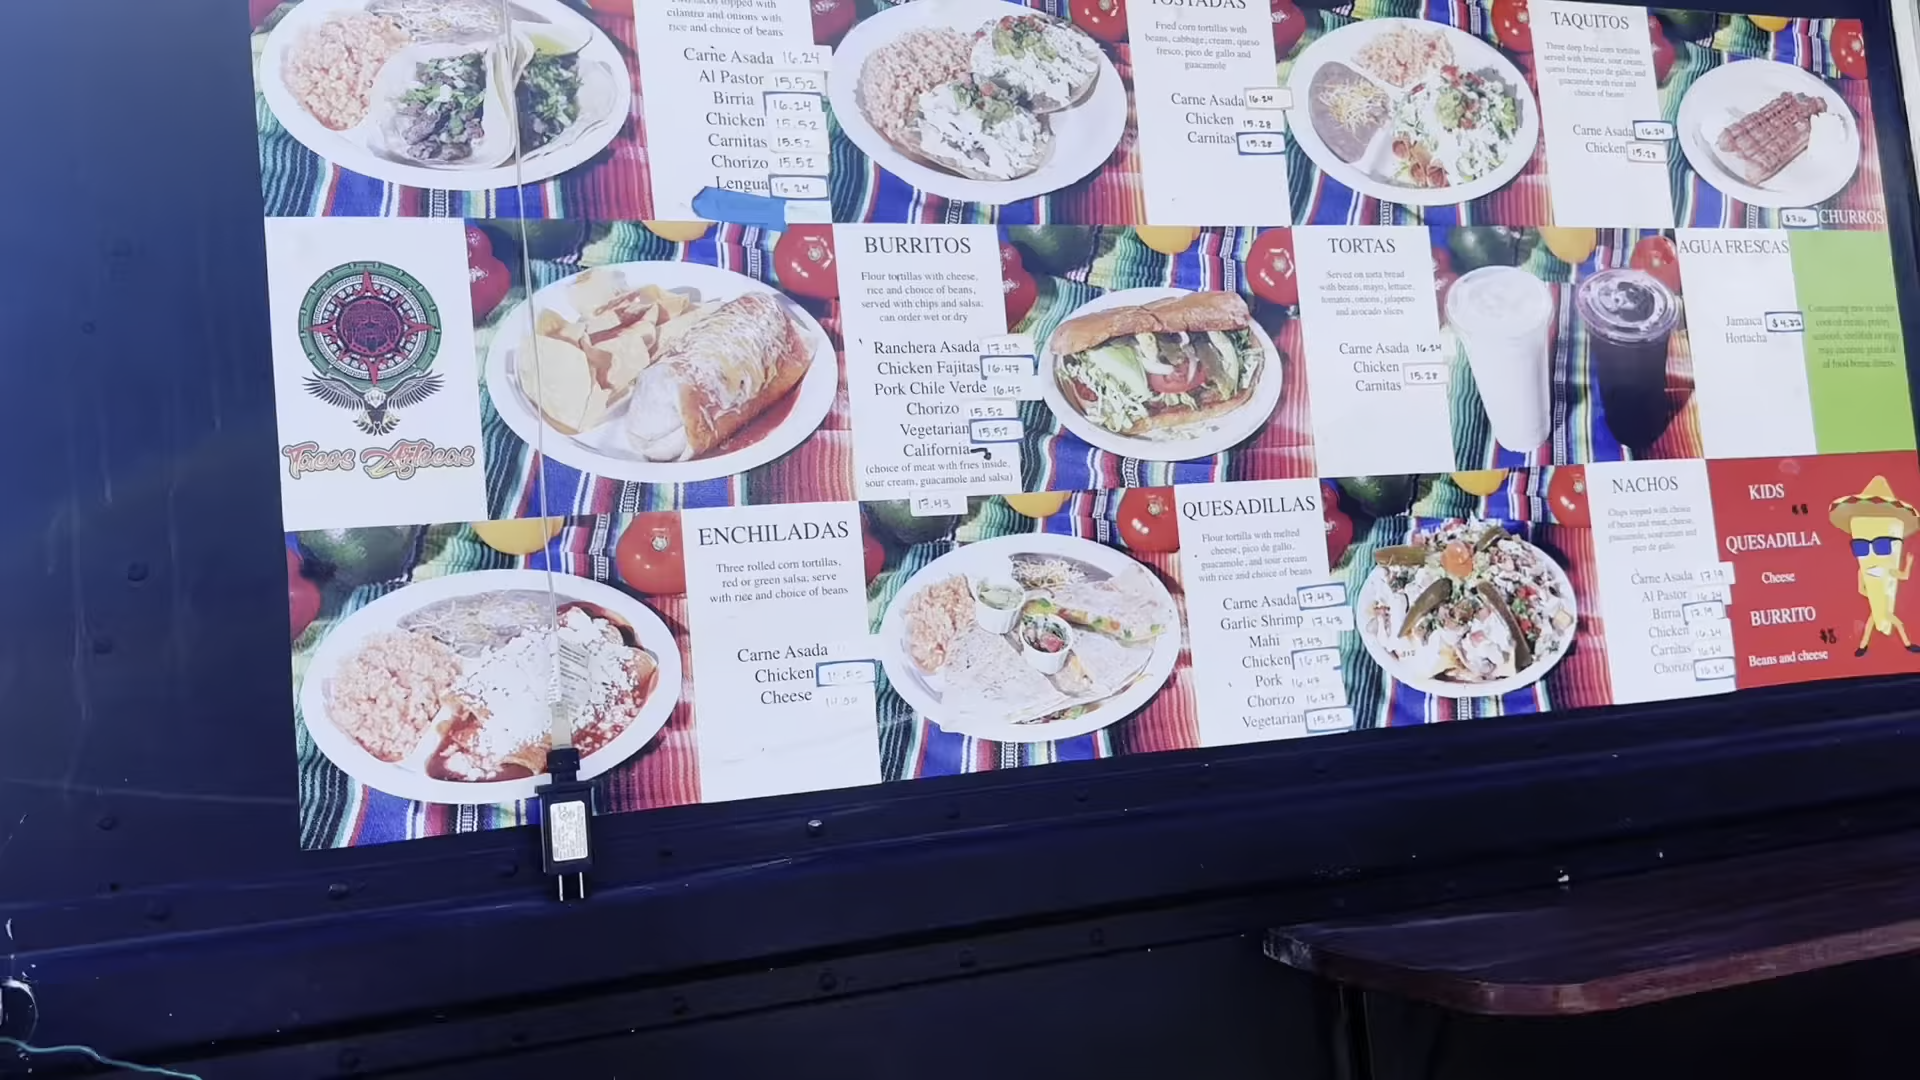 cilantro and onions with
rice and choice of beans
Carne Asada 16.24
Al Pastor 15.52
Birria 16.24
Chicken 15.52
Carnitas 15.52
Chorizo 15.52
Lengua 16.24
TOSTADAS
Fried corn tortillas with
beans, cabbage, cream, queso
fresco, pico de gallo and
guacamole
Carne Asada 16.24
Chicken 15.28
Carnitas 15.28
TAQUITOS
Three deep fried corn tortillas
served with lettuce, sour cream,
queso fresco, pico de gallo, and
guacamole with rice and
choice of beans
Carne Asada 16.24
Chicken 15.28
CHURROS
Tacos Aztecas
BURRITOS
Flour tortillas with cheese,
rice and choice of beans,
served with chips and salsa,
can order wet or dry
Ranchera Asada 17.43
Chicken Fajitas 16.47
Pork Chile Verde 16.47
Chorizo 15.52
Vegetarian 15.52
California
(choice of meat with fries inside,
sour cream, guacamole and salsa)
17.43
TORTAS
Served on torta bread
with beans, mayo, lettuce,
tomatoes, onions, jalapeno
and avocado slices
Carne Asada 16.24
Chicken 15.28
Carnitas
AGUA FRESCAS
Jamaica $4.77
Hortacha
ENCHILADAS
Three rolled corn tortillas,
red or green salsa, serve
with rice and choice of beans
Carne Asada
Chicken
Cheese
QUESADILLAS
Flour tortilla with melted
cheese, pico de gallo,
guacamole, and sour cream
with rice and choice of beans
Carne Asada 17.43
Garlic Shrimp 17.43
Mahi 17.43
Chicken 16.47
Pork 16.47
Chorizo 16.47
Vegetarian 15.52
NACHOS
Chips topped with choice
of beans and meat, cheese,
guacamole, sour cream and
pico de gallo
Carne Asada 17.19
Al Pastor 16.24
Birria 17.19
Chicken 16.24
Carnitas 16.24
Chorizo 16.24
KIDS
QUESADILLA
Cheese
BURRITO
$8
Beans and cheese